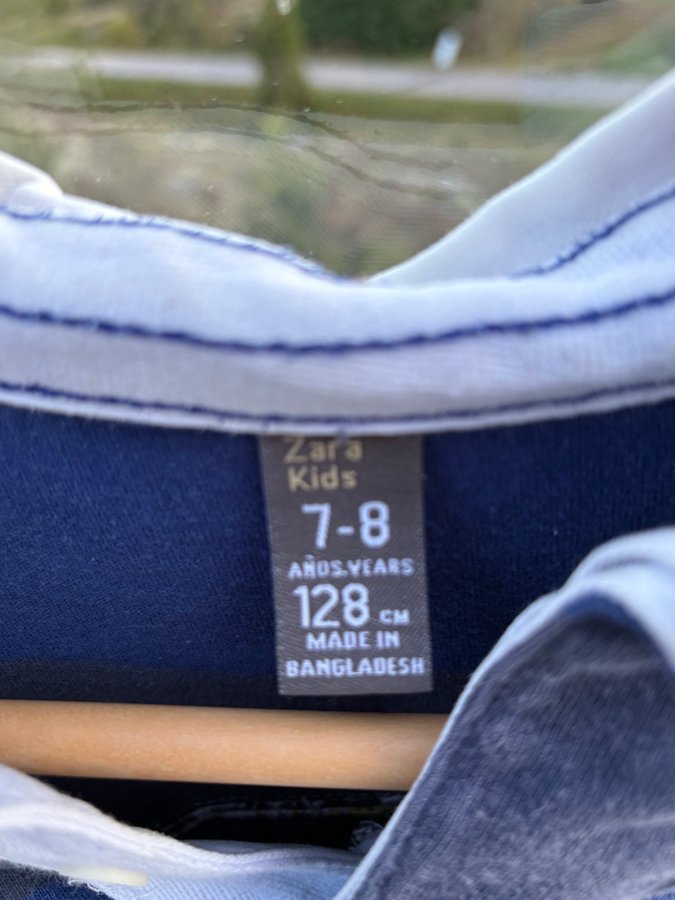 Zara
Kids
7-8
AÑOS.YEARS
128 CM
MADE IN
BANGLADESH